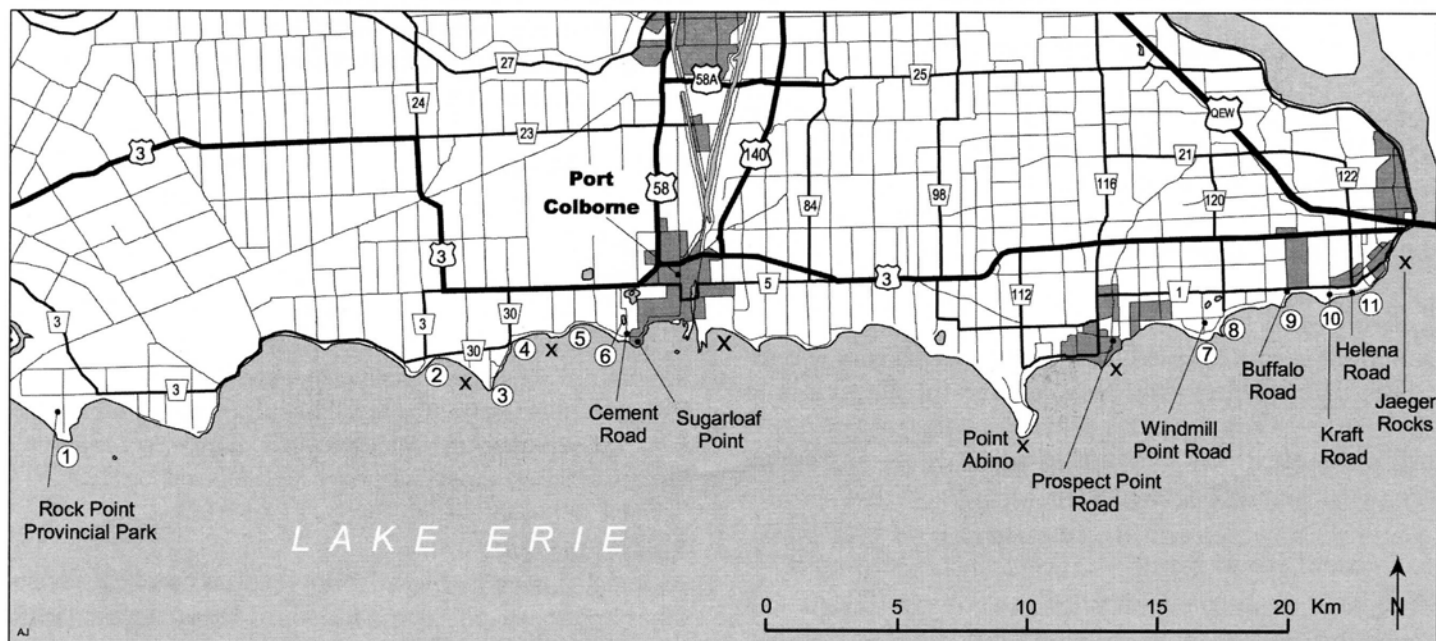 27
58A
25
24
QEW
23
3
140
21
Port
Colborne
58
116
122
84
98
120
3
3
5
112
1
3
30
3
30
4
5
6
7
8
9
10
11
2
3
3
1
Cement
Road
Sugarloaf
Point
Point
Abino
Prospect Point
Road
Windmill
Point Road
Buffalo
Road
Helena
Road
Kraft
Road
Jaeger
Rocks
X
X
X
X
X
X
Rock Point
Provincial Park
LAKE ERIE
N
0 5 10 15 20 Km
AJ